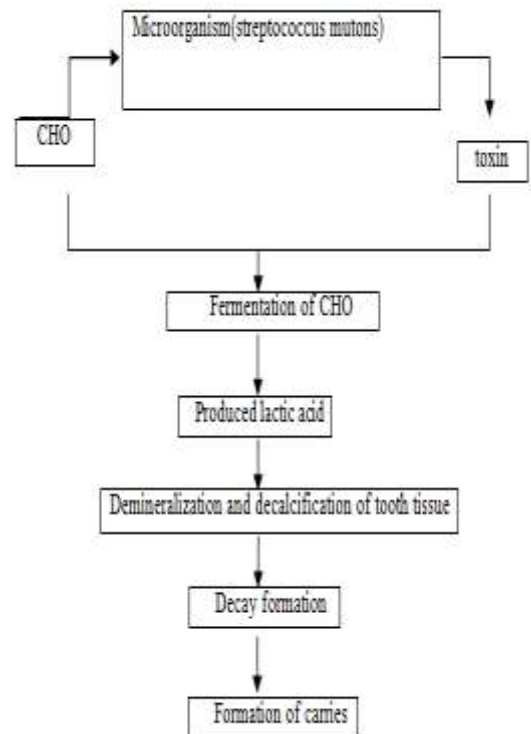 Microorganism(streptococcus mutons)
CHO
toxin
Fermentation of CHO
Produced lactic acid
Demineralization and decalcification of tooth tissue
Decay formation
Formation of carries